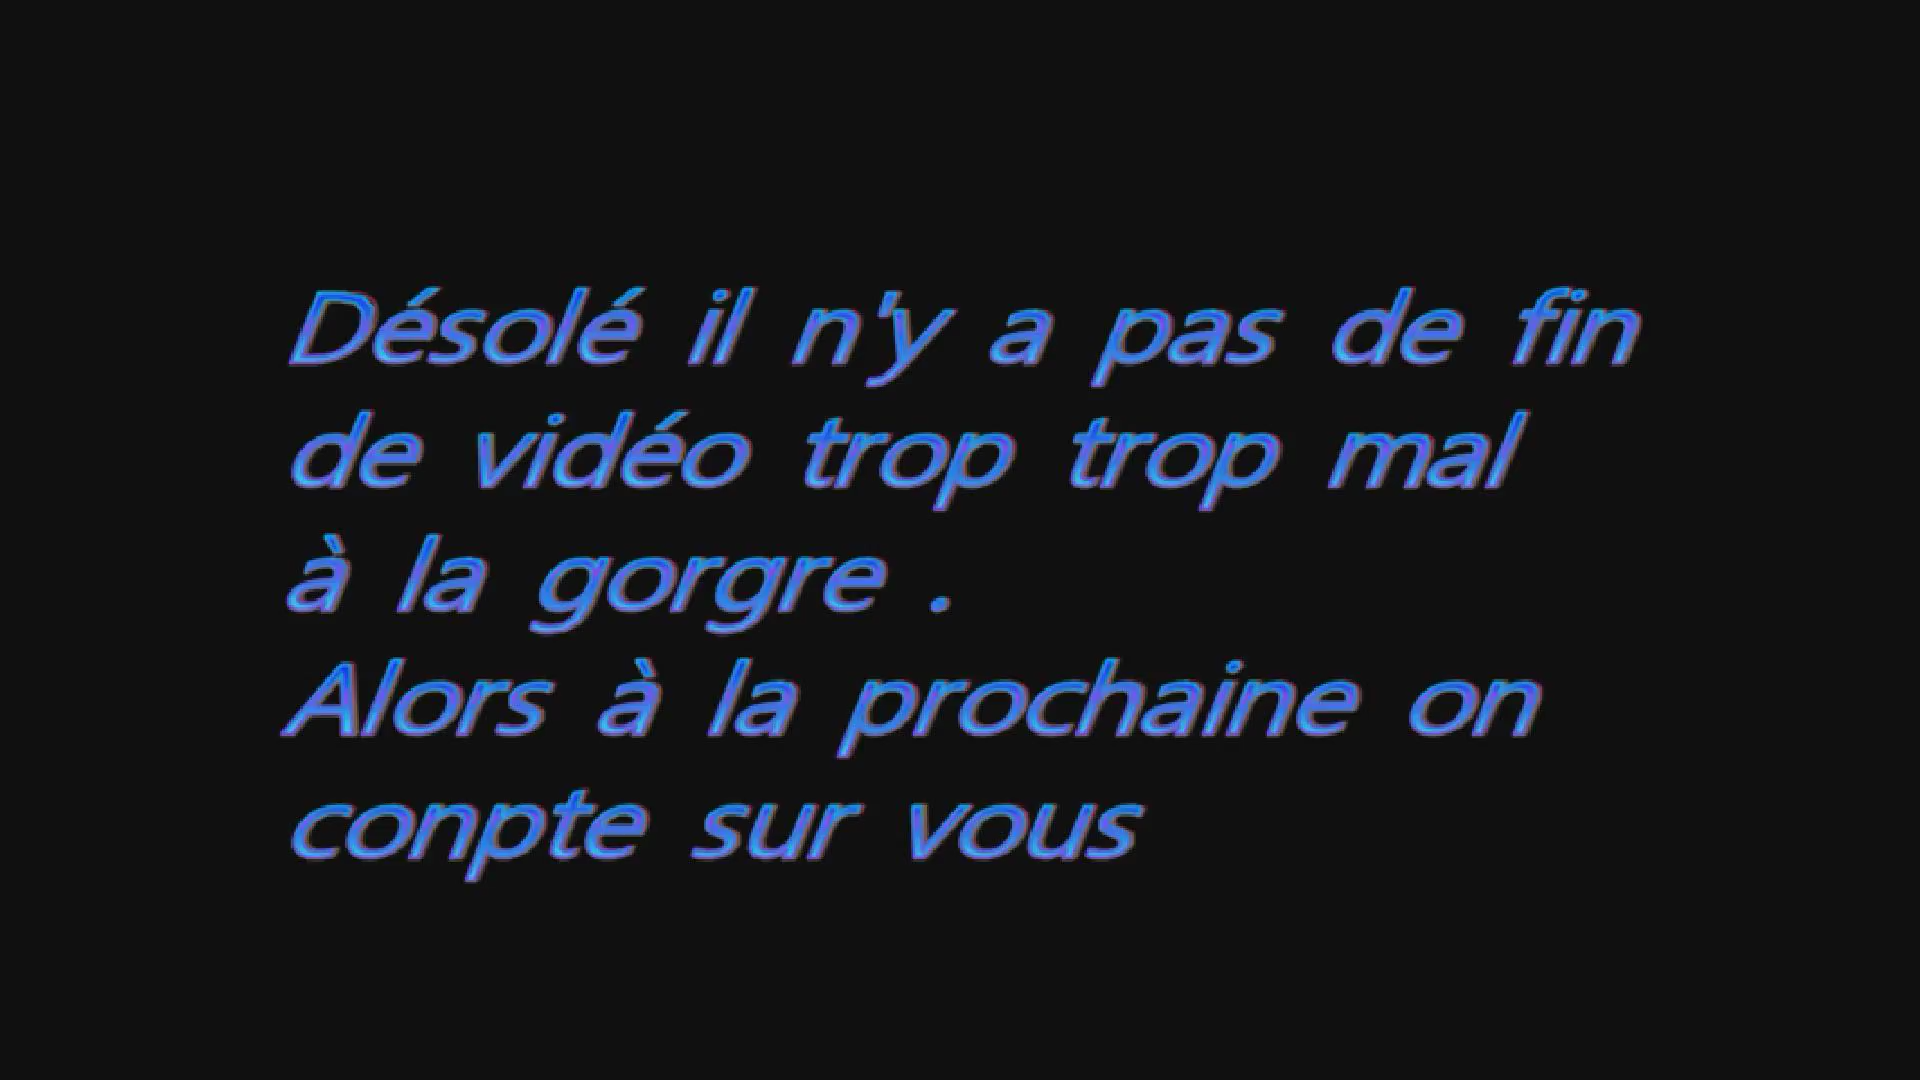 Désolé il n'y a pas de fin
de vidéo trop trop mal
à la gorgre .
Alors à la prochaine on
conpte sur vous